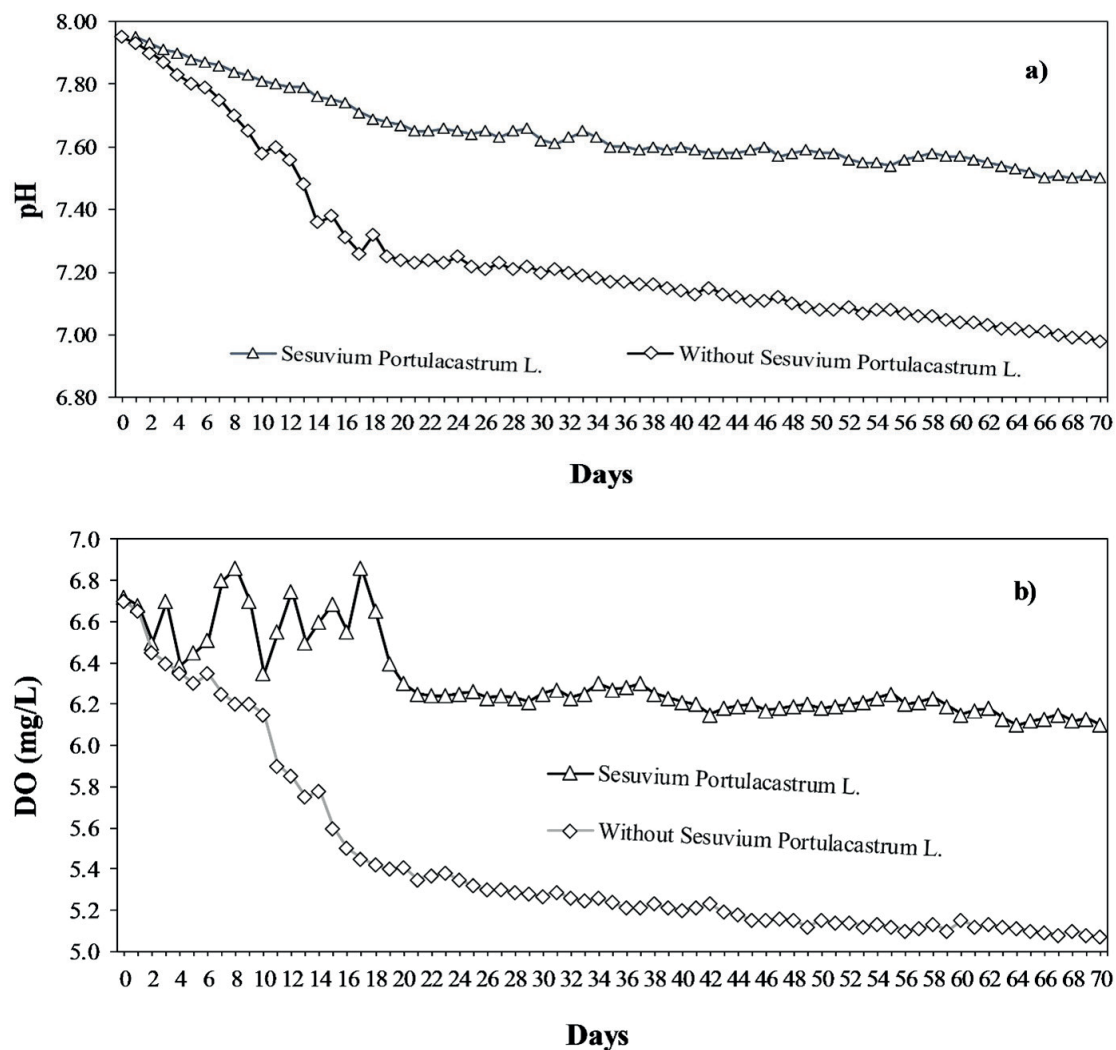 8.00
a)
7.80
7.60
pH
7.40
7.20
7.00
Sesuvium Portulacastrum L.
Without Sesuvium Portulacastrum L.
6.80
0 2 4 6 8 10 12 14 16 18 20 22 24 26 28 30 32 34 36 38 40 42 44 46 48 50 52 54 56 58 60 62 64 66 68 70
Days
7.0
b)
6.8
6.6
6.4
6.2
DO (mg/L)
6.0
Sesuvium Portulacastrum L.
5.8
5.6
Without Sesuvium Portulacastrum L.
5.4
5.2
5.0
0 2 4 6 8 10 12 14 16 18 20 22 24 26 28 30 32 34 36 38 40 42 44 46 48 50 52 54 56 58 60 62 64 66 68 70
Days